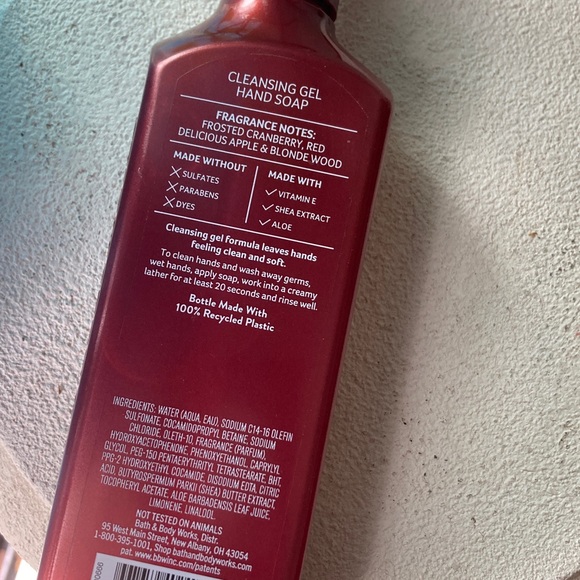 CLEANSING GEL
HAND SOAP
FRAGRANCE NOTES:
FROSTED CRANBERRY, RED
DELICIOUS APPLE & BLONDE WOOD
MADE WITHOUT
SULFATES
PARABENS
DYES
MADE WITH
VITAMIN E
SHEA EXTRACT
ALOE
Cleansing gel formula leaves hands
feeling clean and soft.
To clean hands and wash away germs,
wet hands, apply soap, work into a creamy
lather for at least 20 seconds and rinse well.
Bottle Made With
100% Recycled Plastic
INGREDIENTS: WATER (AQUA, EAU), SODIUM C14-16 OLEFIN
SULFONATE, COCAMIDOPROPYL BETAINE, SODIUM
CHLORIDE, OLETH-10, FRAGRANCE (PARFUM),
HYDROXYACETOPHENONE, PHENOXYETHANOL, CAPRYLYL
GLYCOL, PEG-150 PENTAERYTHRITYL TETRASTEARATE, BHT,
PPG-2 HYDROXYETHYL COCAMIDE, DISODIUM EDTA, CITRIC
ACID, BUTYROSPERMUM PARKII (SHEA) BUTTER EXTRACT,
TOCOPHERYL ACETATE, ALOE BARBADENSIS LEAF JUICE,
LIMONENE, LINALOOL.
NOT TESTED ON ANIMALS
Bath & Body Works, Distr.
95 West Main Street, New Albany, OH 43054
1-800-395-1001, Shop bathandbodyworks.com
pat. www.bbwinc.com/patents